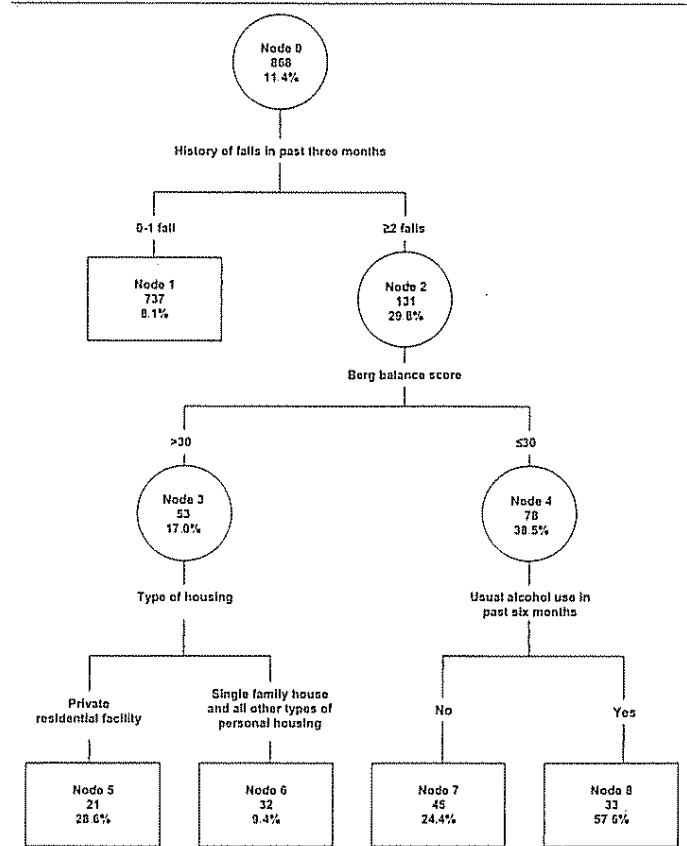 Node 0
868
11.4%
History of falls in past three months
0-1 fall
≥2 falls
Node 1
737
8.1%
Node 2
131
29.8%
Berg balance score
>30
≤30
Node 3
53
17.0%
Node 4
78
38.5%
Type of housing
Usual alcohol use in
past six months
Private
residential facility
Single family house
and all other types of
personal housing
No
Yes
Node 5
21
28.6%
Node 6
32
9.4%
Node 7
45
24.4%
Node 8
33
57.6%